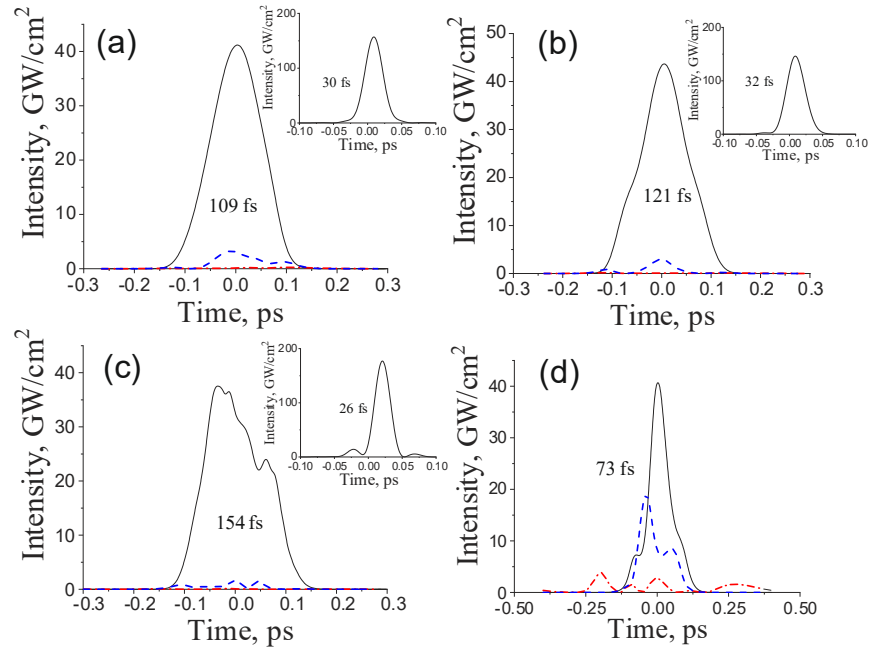 (a)
Intensity, GW/cm²
40
30
20
10
0
-0.3 -0.2 -0.1 0.0 0.1 0.2 0.3
Time, ps
109 fs
Intensity, GW/cm²
200
100
0
-0.10 -0.05 0.00 0.05 0.10
Time, ps
30 fs
(b)
Intensity, GW/cm²
50
40
30
20
10
0
-0.3 -0.2 -0.1 0.0 0.1 0.2 0.3
Time, ps
121 fs
Intensity, GW/cm²
200
100
0
-0.10 -0.05 0.00 0.05 0.10
Time, ps
32 fs
(c)
Intensity, GW/cm²
40
30
20
10
0
-0.3 -0.2 -0.1 0.0 0.1 0.2 0.3
Time, ps
154 fs
Intensity, GW/cm²
200
100
0
-0.10 -0.05 0.00 0.05 0.10
Time, ps
26 fs
(d)
Intensity, GW/cm²
40
30
20
10
0
-0.50 -0.25 0.00 0.25 0.50
Time, ps
73 fs